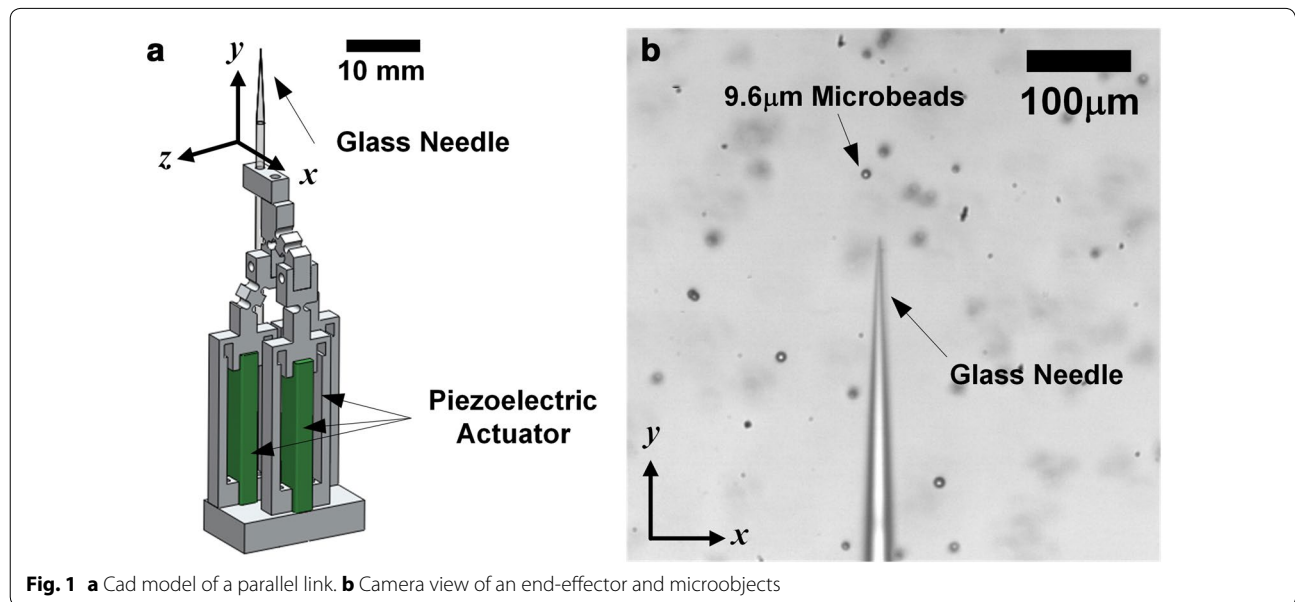 a
y
10 mm
Glass Needle
z
x
Piezoelectric
Actuator
b
9.6μm Microbeads
100μm
Glass Needle
y
x
Fig. 1 a Cad model of a parallel link. b Camera view of an end-effector and microobjects